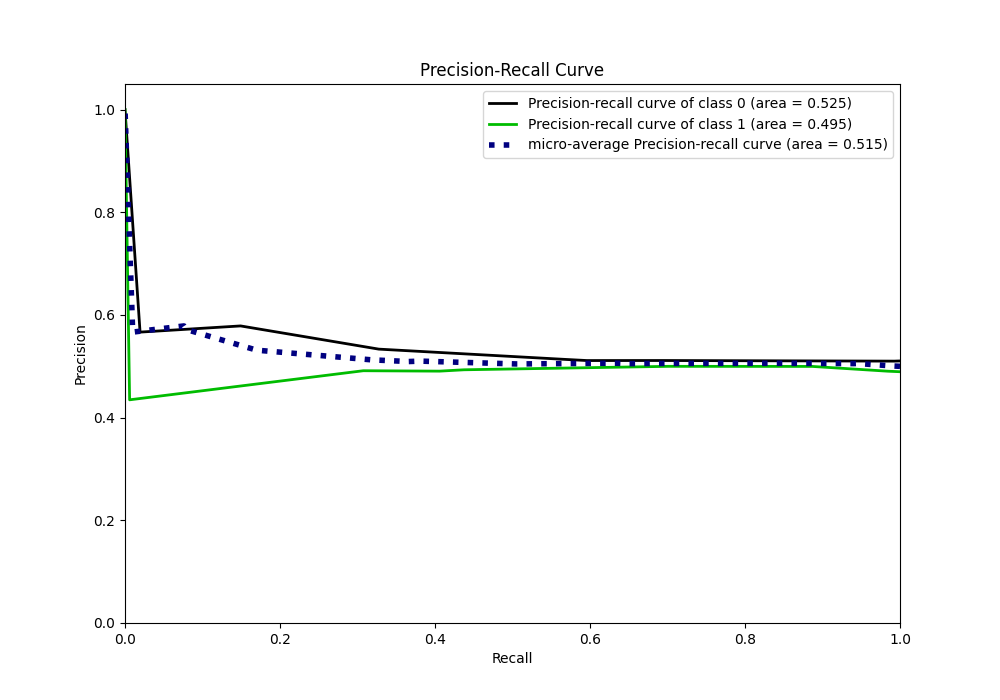 Precision-Recall Curve
Precision-recall curve of class 0 (area = 0.525)
Precision-recall curve of class 1 (area = 0.495)
micro-average Precision-recall curve (area = 0.515)
Precision
1.0
0.8
0.6
0.4
0.2
0.0
0.0 0.2 0.4 0.6 0.8 1.0
Recall